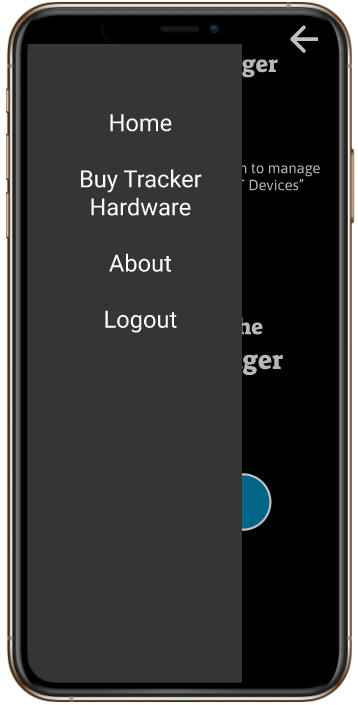 ger
Home
to manage
Buy Tracker
Devices”
Hardware
About
Logout
he
ger